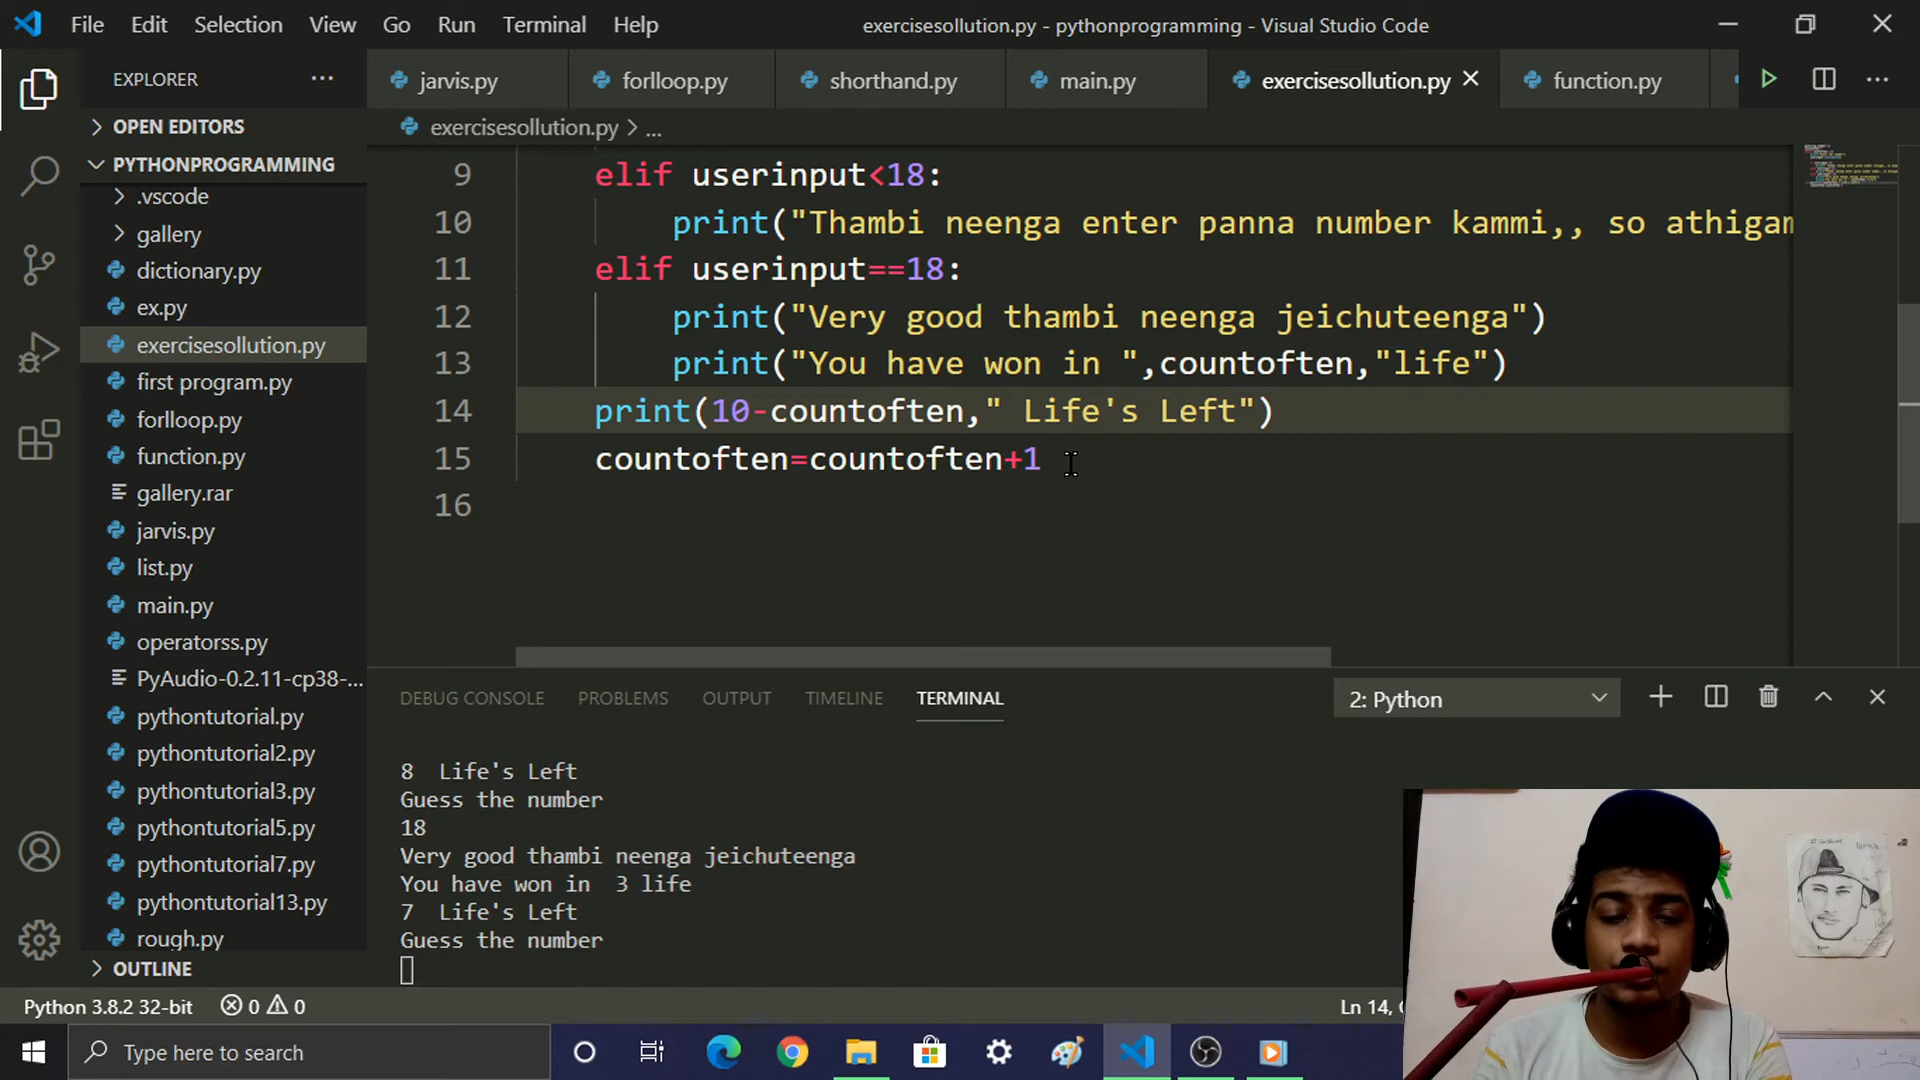 File Edit Selection View Go Run Terminal Help exercisesollution.py - pythonprogramming - Visual Studio Code
EXPLORER
jarvis.py forlloop.py shorthand.py main.py exercisesollution.py function.py
OPEN EDITORS
exercisesollution.py > ...
PYTHONPROGRAMMING
.vscode
gallery
dictionary.py
ex.py
exercisesollution.py
first program.py
forlloop.py
function.py
gallery.rar
jarvis.py
list.py
main.py
operatorss.py
PyAudio-0.2.11-cp38-...
pythontutorial.py
pythontutorial2.py
pythontutorial3.py
pythontutorial5.py
pythontutorial7.py
pythontutorial13.py
rough.py
OUTLINE
9 elif userinput<18:
10 print("Thambi neenga enter panna number kammi,, so athigam
11 elif userinput==18:
12 print("Very good thambi neenga jeichuteenga")
13 print("You have won in ",countoften,"life")
14 print(10-countoften," Life's Left")
15 countoften=countoften+1
16
DEBUG CONSOLE PROBLEMS OUTPUT TIMELINE TERMINAL 2: Python
8 Life's Left
Guess the number
18
Very good thambi neenga jeichuteenga
You have won in 3 life
7 Life's Left
Guess the number
Python 3.8.2 32-bit 0 0 Ln 14,
Type here to search